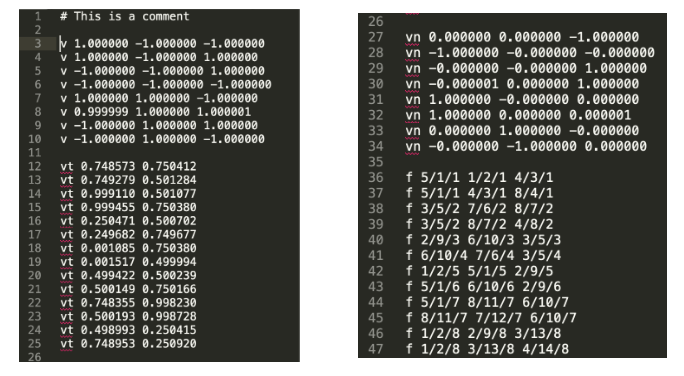 1 # This is a comment
2
3 v 1.000000 -1.000000 -1.000000
4 v 1.000000 -1.000000 1.000000
5 v -1.000000 -1.000000 1.000000
6 v -1.000000 -1.000000 -1.000000
7 v 1.000000 1.000000 -1.000000
8 v 0.999999 1.000000 1.000001
9 v -1.000000 1.000000 1.000000
10 v -1.000000 1.000000 -1.000000
11
12 vt 0.748573 0.750412
13 vt 0.749279 0.501284
14 vt 0.999110 0.501077
15 vt 0.999455 0.750380
16 vt 0.250471 0.500702
17 vt 0.249682 0.749677
18 vt 0.001085 0.750380
19 vt 0.001517 0.499994
20 vt 0.499422 0.500239
21 vt 0.500149 0.750166
22 vt 0.748355 0.998230
23 vt 0.500193 0.998728
24 vt 0.498993 0.250415
25 vt 0.748953 0.250920
26
26
27 vn 0.000000 0.000000 -1.000000
28 vn -1.000000 -0.000000 -0.000000
29 vn -0.000000 -0.000000 1.000000
30 vn -0.000001 0.000000 1.000000
31 vn 1.000000 -0.000000 0.000000
32 vn 1.000000 0.000000 0.000001
33 vn 0.000000 1.000000 -0.000000
34 vn -0.000000 -1.000000 0.000000
35
36 f 5/1/1 1/2/1 4/3/1
37 f 5/1/1 4/3/1 8/4/1
38 f 3/5/2 7/6/2 8/7/2
39 f 3/5/2 8/7/2 4/8/2
40 f 2/9/3 6/10/3 3/5/3
41 f 6/10/4 7/6/4 3/5/4
42 f 1/2/5 5/1/5 2/9/5
43 f 5/1/6 6/10/6 2/9/6
44 f 5/1/7 8/11/7 6/10/7
45 f 8/11/7 7/12/7 6/10/7
46 f 1/2/8 2/9/8 3/13/8
47 f 1/2/8 3/13/8 4/14/8